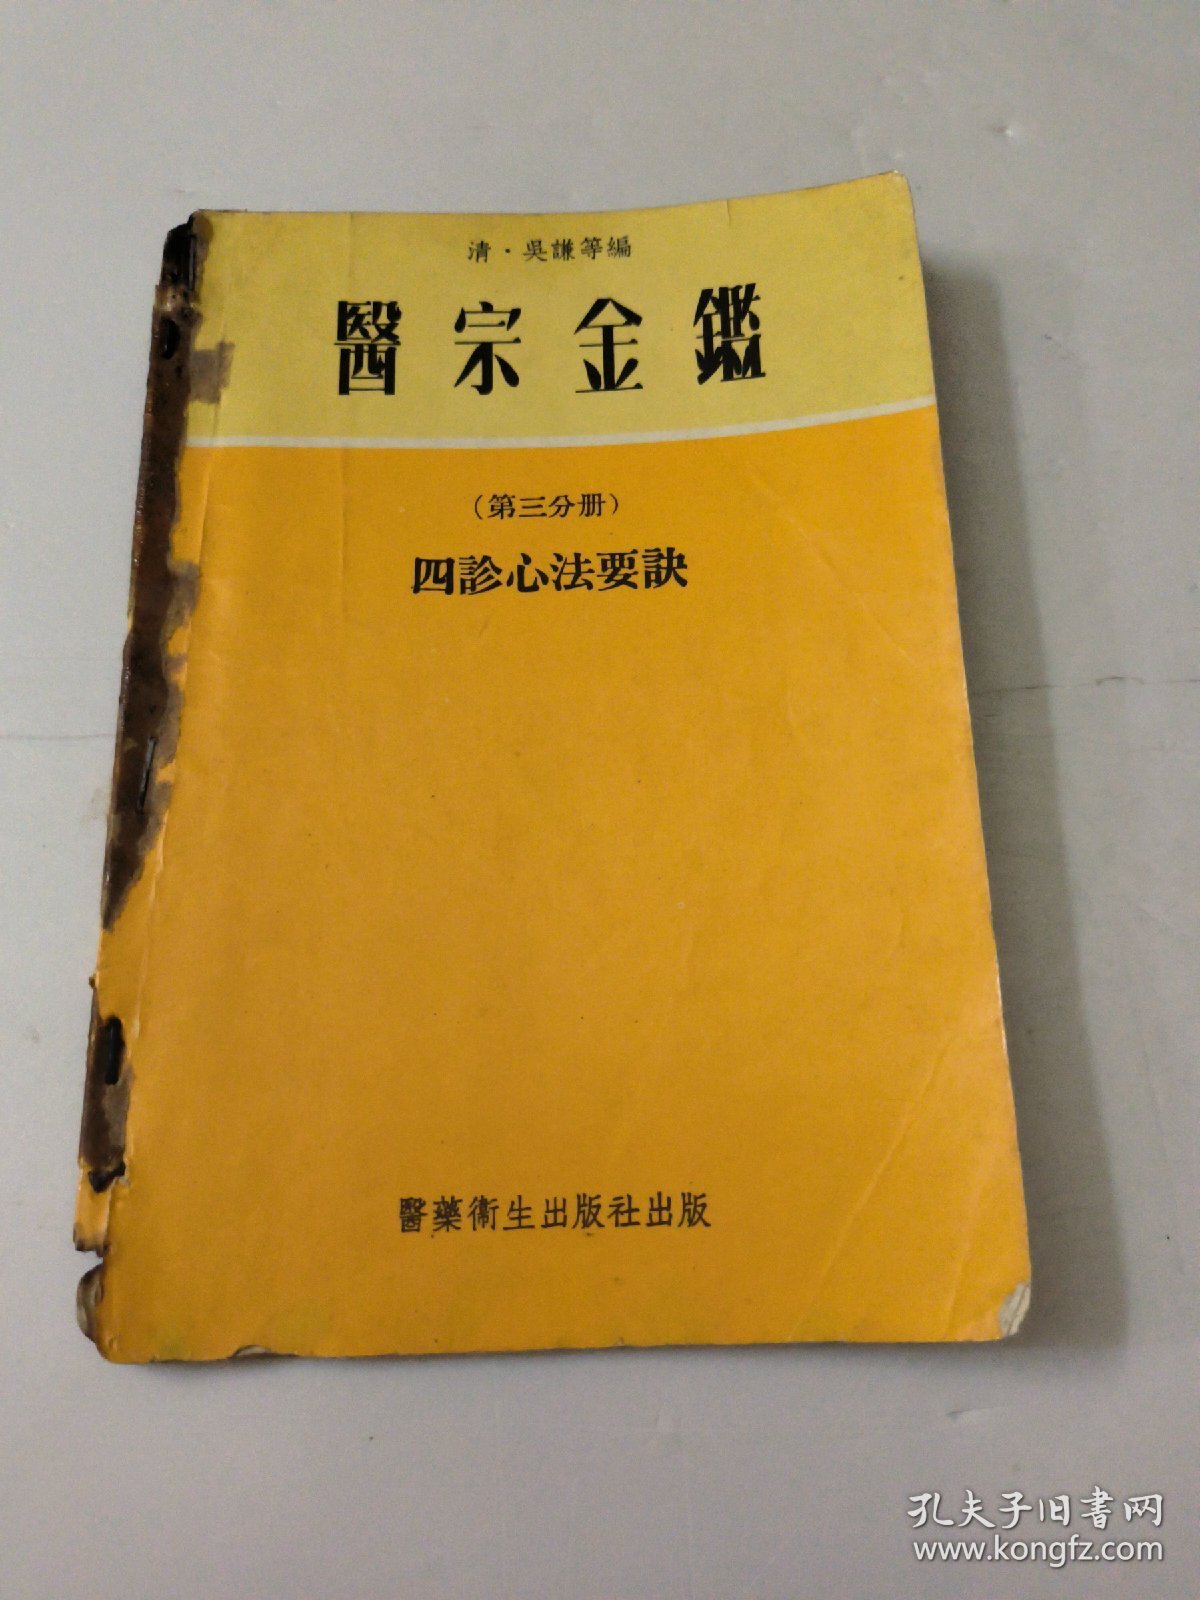 清·吳謙等編
醫宗金鑑
（第三分册）
四診心法要訣
醫藥衞生出版社出版
孔夫子旧书网
www.kongfz.com